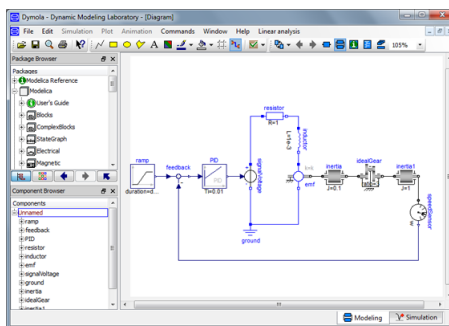 Dymola - Dynamic Modeling Laboratory - [Diagram]
File Edit Simulation Plot Animation Commands Window Help Linear analysis
105%
Package Browser
Packages
Modelica Reference
Modelica
User's Guide
Blocks
ComplexBlocks
StateGraph
Electrical
Magnetic
Component Browser
Components
Unnamed
ramp
feedback
PID
resistor
inductor
emf
signalVoltage
ground
inertia
idealGear
inertia1
resistor
R=1
inductor
L=1e-3
ramp
duration=d...
feedback
PID
PID
Ti=0.01
signalVoltage
emf
k=k
inertia
J=0.1
idealGear
inertia1
J=1
speedSensor
w
ground
Modeling
Simulation